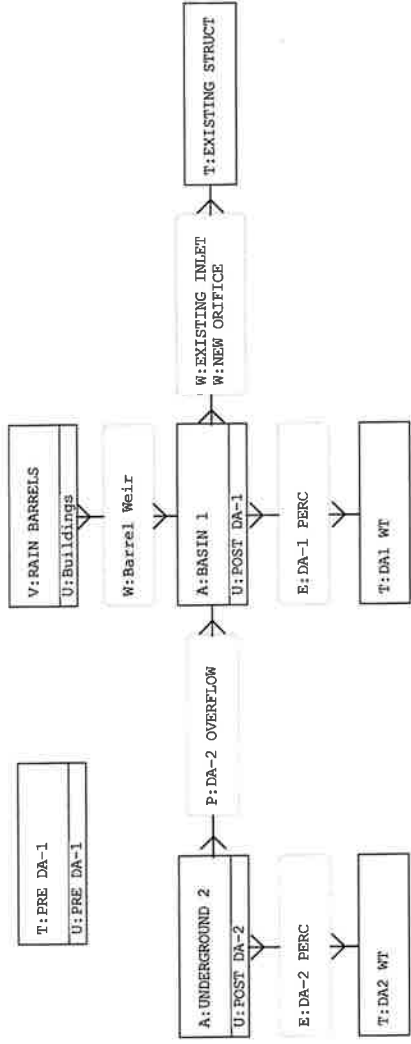 T:PRE DA-1
U:PRE DA-1
V:RAIN BARRELS
U:Buildings
W:Barrel Weir
A:UNDERGROUND 2
U:POST DA-2
P:DA-2 OVERFLOW
A:BASIN 1
U:POST DA-1
W:EXISTING INLET
W:NEW ORIFICE
T:EXISTING STRUCT
E:DA-2 PERC
E:DA-1 PERC
T:DA2 WT
T:DA1 WT